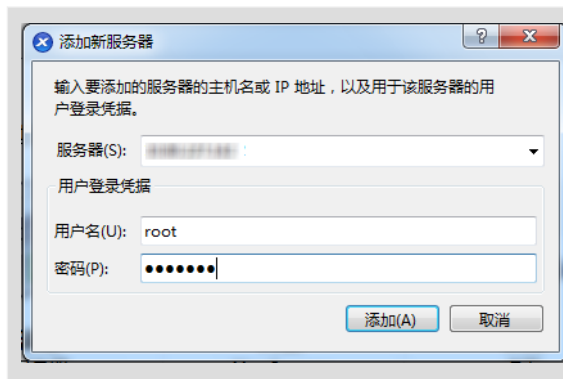 添加新服务器
输入要添加的服务器的主机名或 IP 地址，以及用于该服务器的用
户登录凭据。
服务器(S):
用户登录凭据
用户名(U): root
密码(P): ●●●●●●●
添加(A) 取消